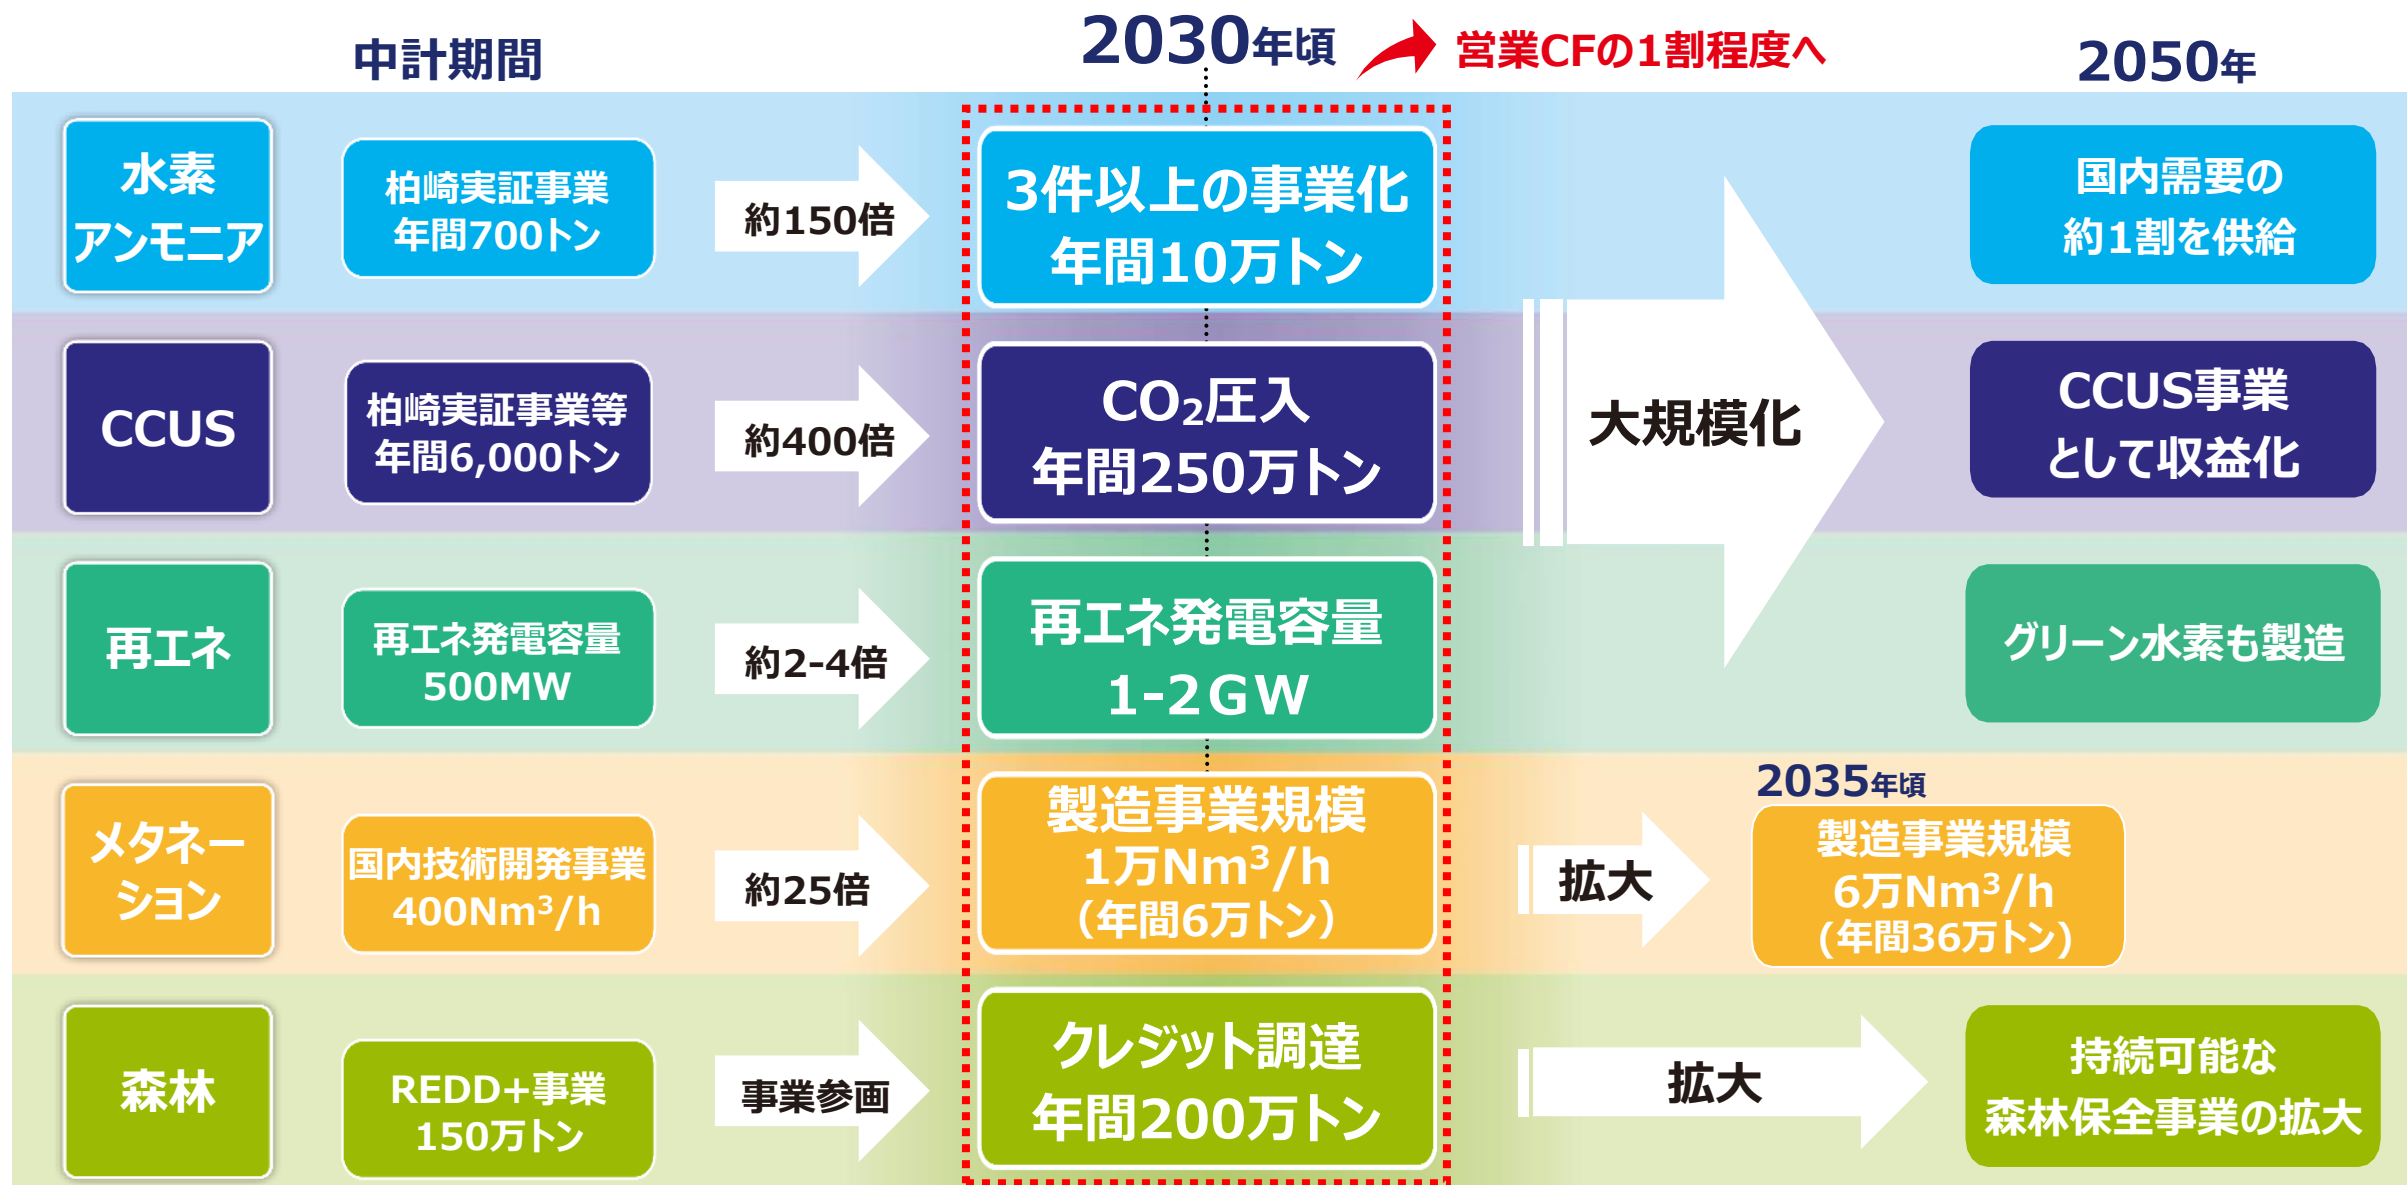 中計期間
2030年頃
営業CFの1割程度へ
2050年
水素
アンモニア
柏崎実証事業
年間700トン
約150倍
3件以上の事業化
年間10万トン
国内需要の
約1割を供給
CCUS
柏崎実証事業等
年間6,000トン
約400倍
CO₂圧入
年間250万トン
大規模化
CCUS事業
として収益化
再エネ
再エネ発電容量
500MW
約2-4倍
再エネ発電容量
1-2GW
グリーン水素も製造
メタネー
ション
国内技術開発事業
400Nm³/h
約25倍
製造事業規模
1万Nm³/h
（年間6万トン）
拡大
2035年頃
製造事業規模
6万Nm³/h
(年間36万トン)
森林
REDD+事業
150万トン
事業参画
クレジット調達
年間200万トン
拡大
持続可能な
森林保全事業の拡大